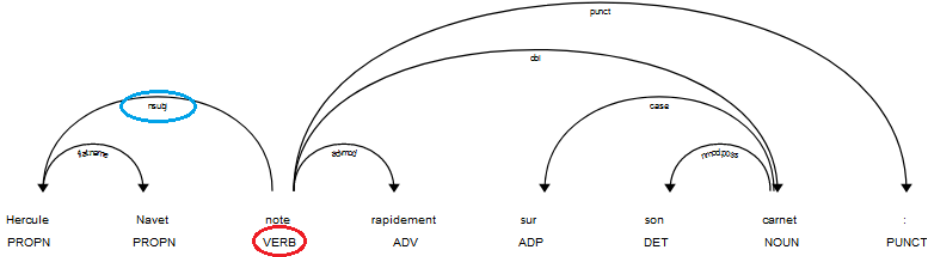 punct
obl
nsubj
case
flat:name
advmod
nmod:poss
Hercule Navet note rapidement sur son carnet :
PROPN PROPN VERB ADV ADP DET NOUN PUNCT